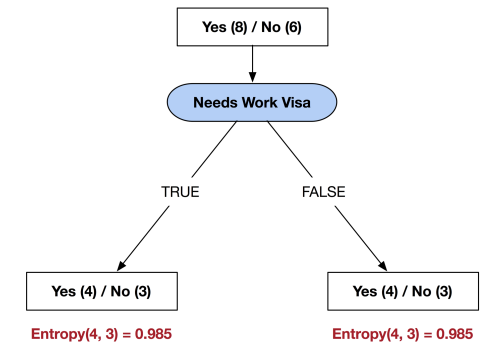 Yes (8) / No (6)
Needs Work Visa
TRUE
FALSE
Yes (4) / No (3)
Yes (4) / No (3)
Entropy(4, 3) = 0.985
Entropy(4, 3) = 0.985